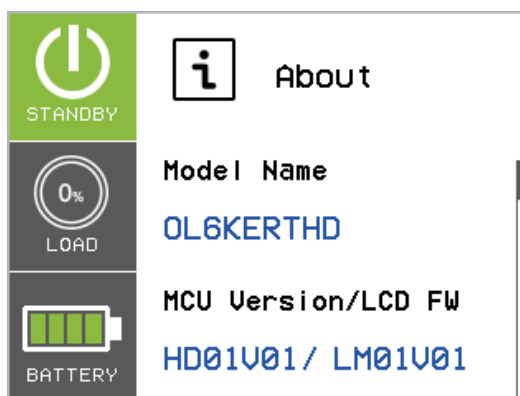 STANDBY
i About
0%
LOAD
Model Name
OL6KERTHD
MCU Version/LCD FW
HD01V01/ LM01V01
BATTERY